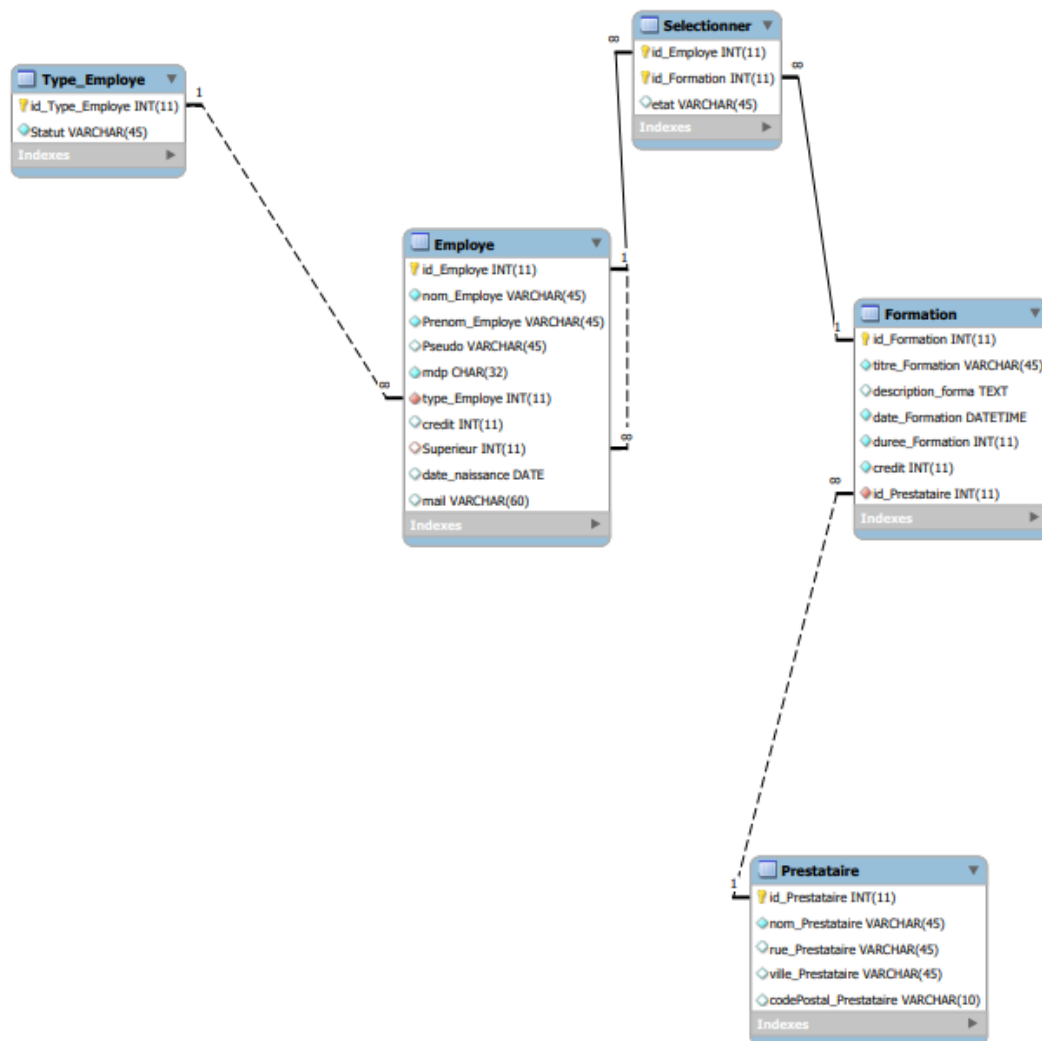 Selectionner
id_Employe INT(11)
id_Formation INT(11)
etat VARCHAR(45)
Indexes
∞
∞
Type_Employe
id_Type_Employe INT(11)
Statut VARCHAR(45)
Indexes
1
Employe
id_Employe INT(11)
nom_Employe VARCHAR(45)
Prenom_Employe VARCHAR(45)
Pseudo VARCHAR(45)
mdp CHAR(32)
type_Employe INT(11)
credit INT(11)
Superieur INT(11)
date_naissance DATE
mail VARCHAR(60)
Indexes
1
∞
∞
Formation
id_Formation INT(11)
titre_Formation VARCHAR(45)
description_forma TEXT
date_Formation DATETIME
duree_Formation INT(11)
credit INT(11)
id_Prestataire INT(11)
Indexes
1
∞
Prestataire
id_Prestataire INT(11)
nom_Prestataire VARCHAR(45)
rue_Prestataire VARCHAR(45)
ville_Prestataire VARCHAR(45)
codePostal_Prestataire VARCHAR(10)
Indexes
1